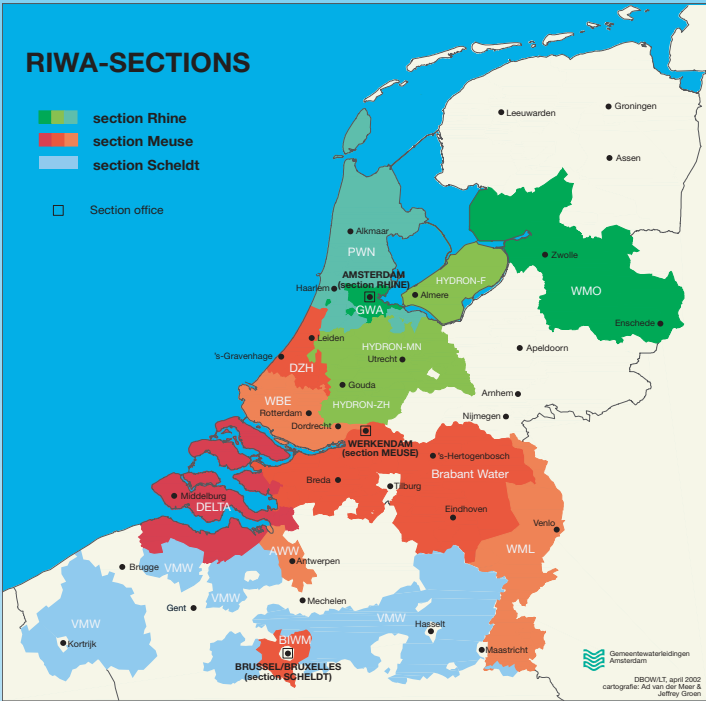 RIWA-SECTIONS
section Rhine
section Meuse
section Scheldt
Section office
Leeuwarden
Groningen
Assen
Alkmaar
PWN
Zwolle
HYDRON-F
AMSTERDAM
(section RHINE)
Haarlem
Almere
WMO
GWA
Enschede
Leiden
HYDRON-MN
Apeldoorn
's-Gravenhage
Utrecht
DZH
Gouda
Arnhem
WBE
HYDRON-ZH
Rotterdam
Nijmegen
Dordrecht
WERKENDAM
(section MEUSE)
's-Hertogenbosch
Brabant Water
Breda
Tilburg
Middelburg
DELTA
Eindhoven
Venlo
AWW
WML
Antwerpen
Brugge
VMW
VMW
Mechelen
Gent
VMW
VMW
Hasselt
Kortrijk
BIWM
Maastricht
BRUSSEL/BRUXELLES
(section SCHELDT)
Gemeentewaterleidingen
Amsterdam
DBOW/LT, april 2002
cartografie: Ad van der Meer &
Jeffrey Groen